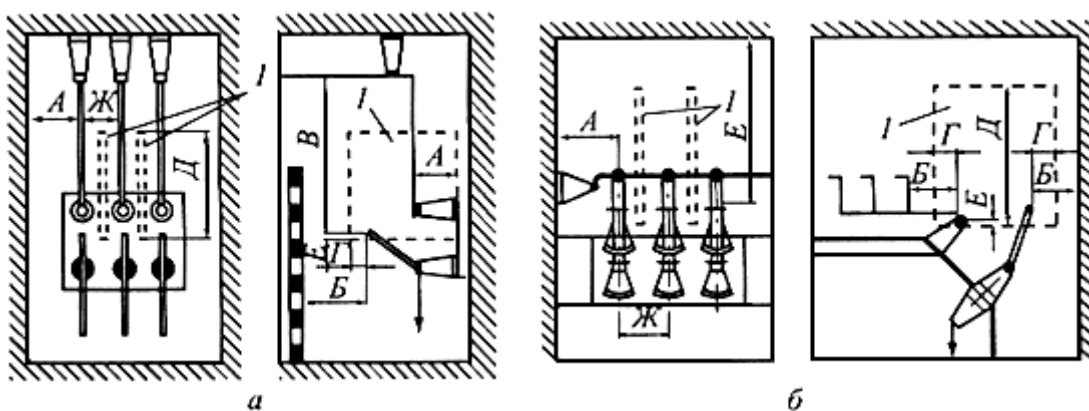 А Ж 1 Д
В 1 А Г Б
А 1 Е Ж
1 Д Г Г Б Б Е
а б